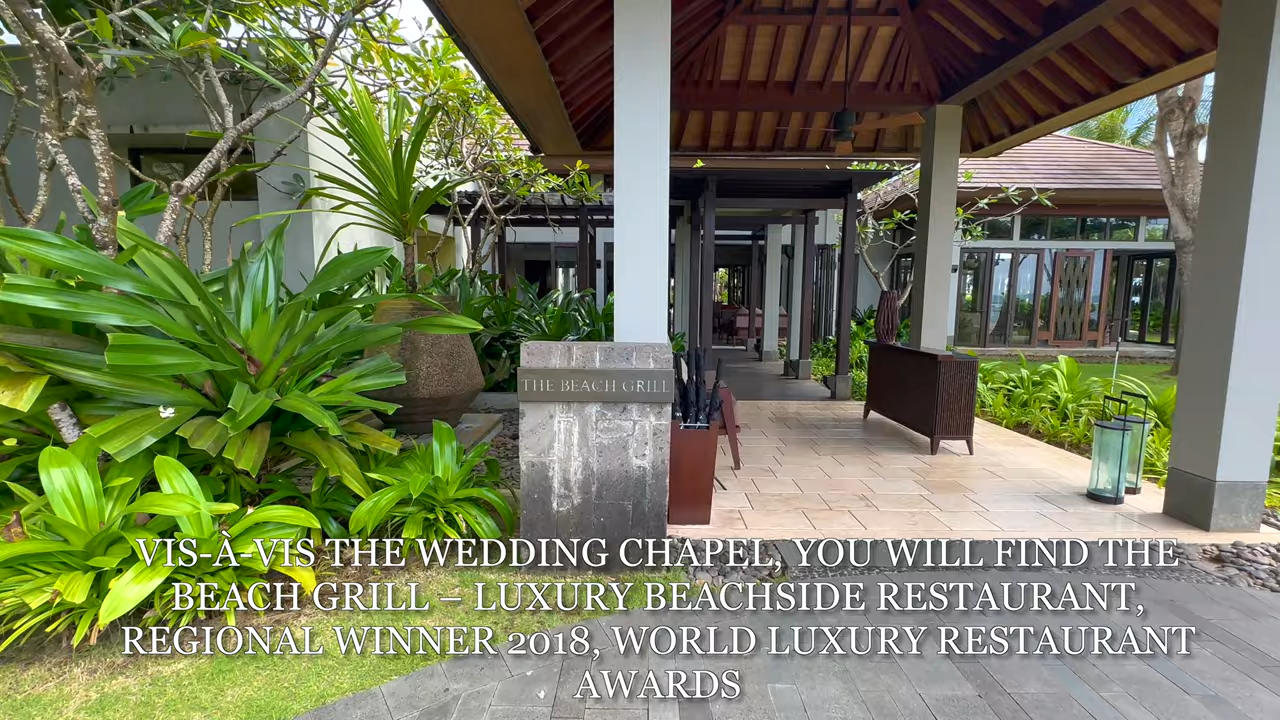 THE BEACH GRILL
VIS-À-VIS THE WEDDING CHAPEL, YOU WILL FIND THE
BEACH GRILL – LUXURY BEACHSIDE RESTAURANT,
REGIONAL WINNER 2018, WORLD LUXURY RESTAURANT
AWARDS